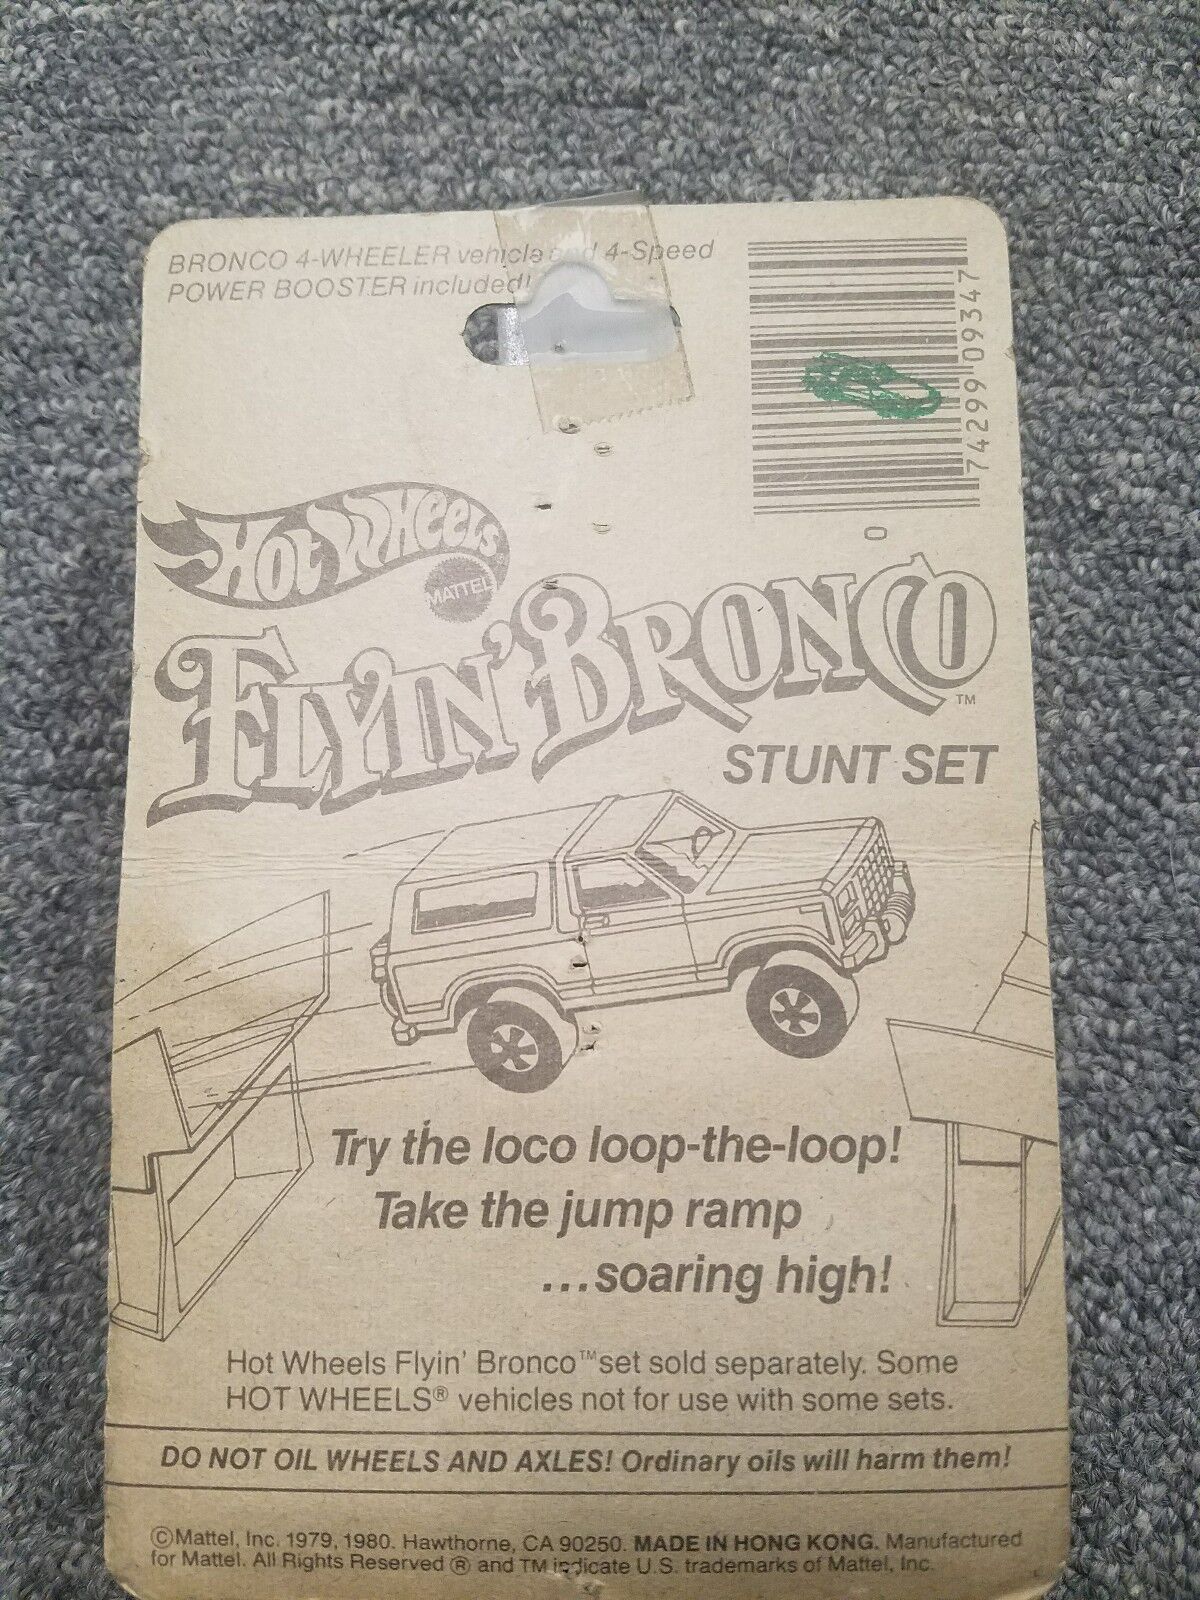 BRONCO 4-WHEELER vehicle and 4-Speed
POWER BOOSTER included!
74299 09347
0
Hot Wheels
MATTEL
FLYIN' BRONCO™
STUNT SET
Try the loco loop-the-loop!
Take the jump ramp
...soaring high!
Hot Wheels Flyin' Bronco™ set sold separately. Some
HOT WHEELS® vehicles not for use with some sets.
DO NOT OIL WHEELS AND AXLES! Ordinary oils will harm them!
©Mattel, Inc. 1979, 1980. Hawthorne, CA 90250. MADE IN HONG KONG. Manufactured
for Mattel. All Rights Reserved ® and TM indicate U.S. trademarks of Mattel, Inc.